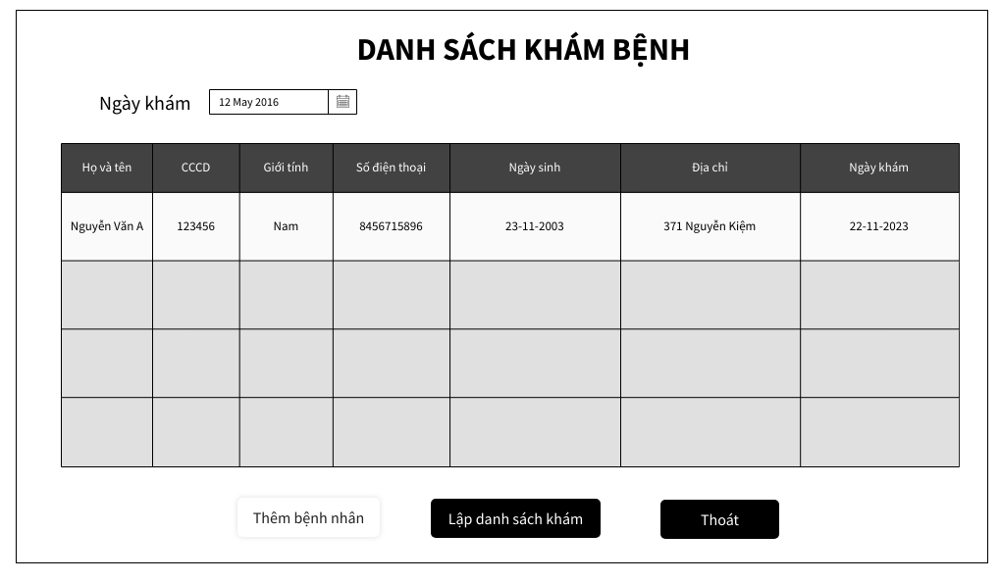 DANH SÁCH KHÁM BỆNH
Ngày khám 12 May 2016
Họ và tên CCCD Giới tính Số điện thoại Ngày sinh Địa chỉ Ngày khám
Nguyễn Văn A 123456 Nam 8456715896 23-11-2003 371 Nguyễn Kiệm 22-11-2023
Thêm bệnh nhân Lập danh sách khám Thoát